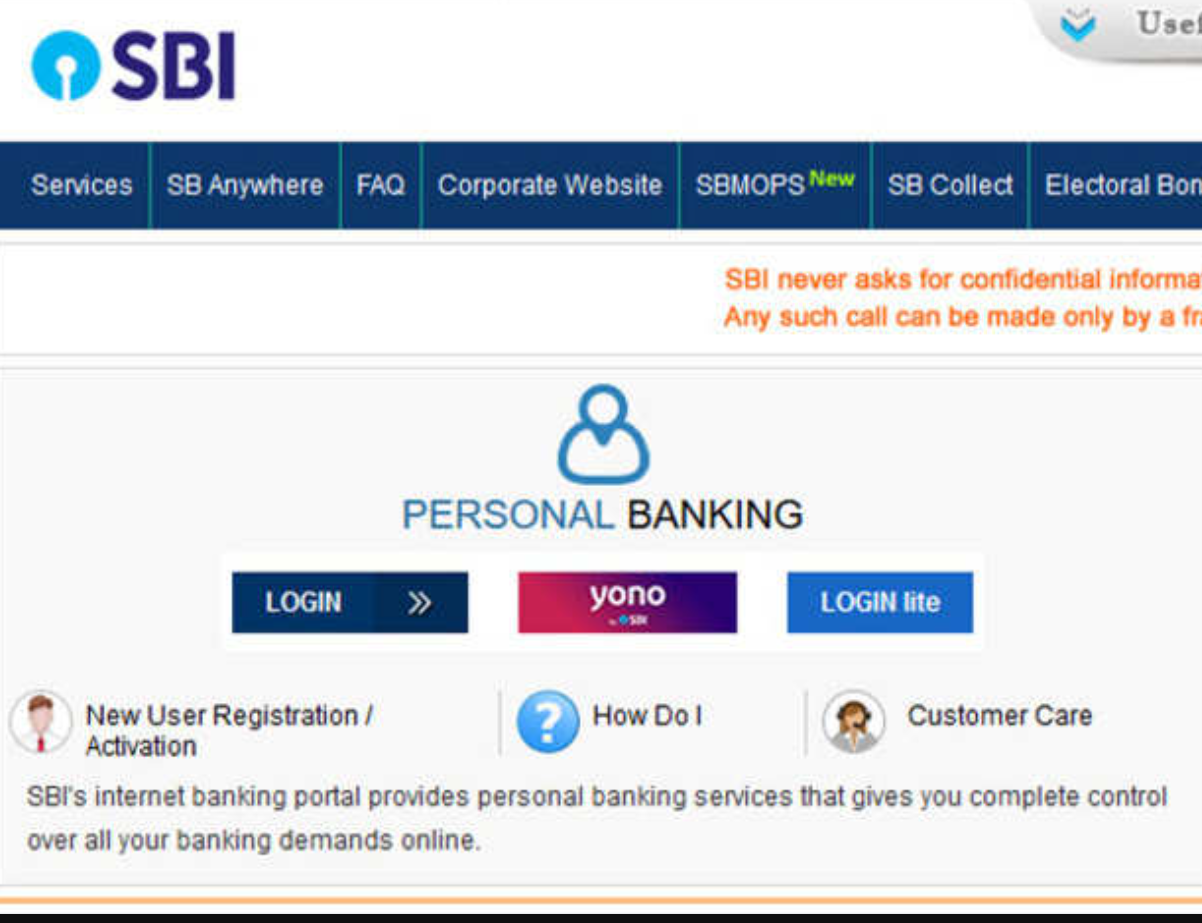 SBI
Usef
Services SB Anywhere FAQ Corporate Website SBMOPS New SB Collect Electoral Bon
SBI never asks for confidential informa
Any such call can be made only by a fra
PERSONAL BANKING
LOGIN yono LOGIN lite
by SBI
New User Registration / How Do I Customer Care
Activation
SBI's internet banking portal provides personal banking services that gives you complete control
over all your banking demands online.